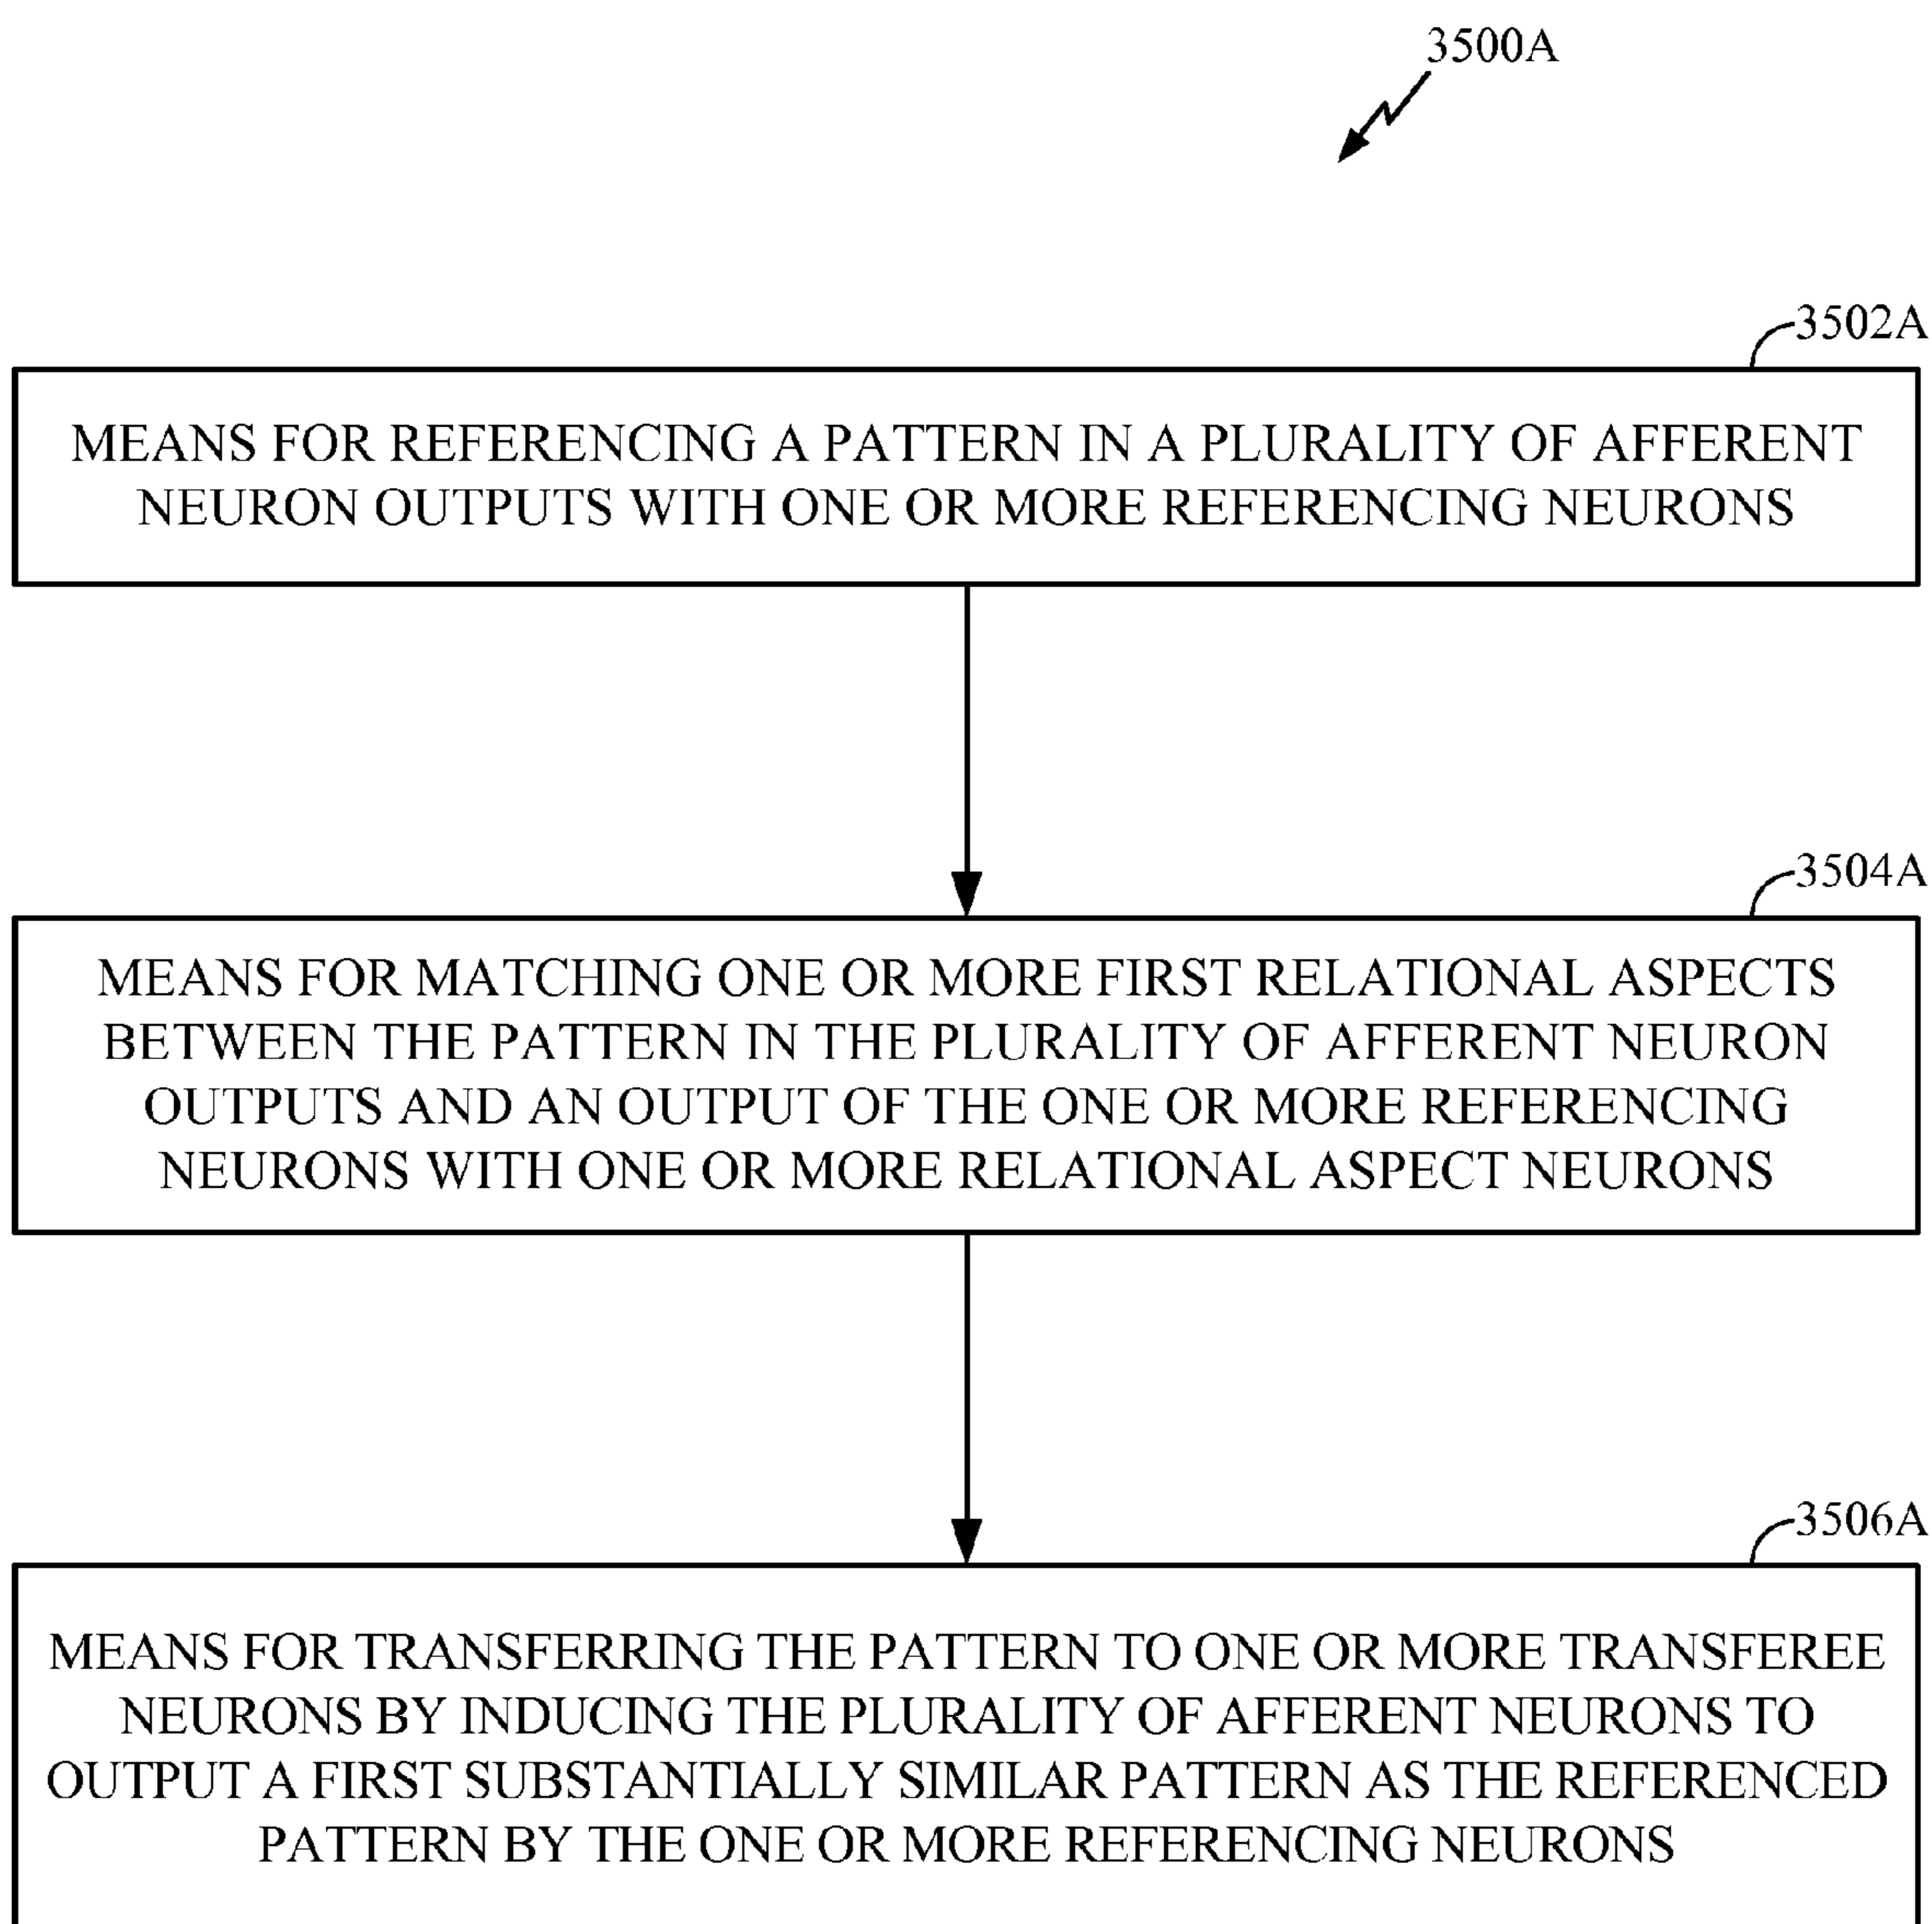 3500A
3502A
MEANS FOR REFERENCING A PATTERN IN A PLURALITY OF AFFERENT
NEURON OUTPUTS WITH ONE OR MORE REFERENCING NEURONS
3504A
MEANS FOR MATCHING ONE OR MORE FIRST RELATIONAL ASPECTS
BETWEEN THE PATTERN IN THE PLURALITY OF AFFERENT NEURON
OUTPUTS AND AN OUTPUT OF THE ONE OR MORE REFERENCING
NEURONS WITH ONE OR MORE RELATIONAL ASPECT NEURONS
3506A
MEANS FOR TRANSFERRING THE PATTERN TO ONE OR MORE TRANSFEREE
NEURONS BY INDUCING THE PLURALITY OF AFFERENT NEURONS TO
OUTPUT A FIRST SUBSTANTIALLY SIMILAR PATTERN AS THE REFERENCED
PATTERN BY THE ONE OR MORE REFERENCING NEURONS